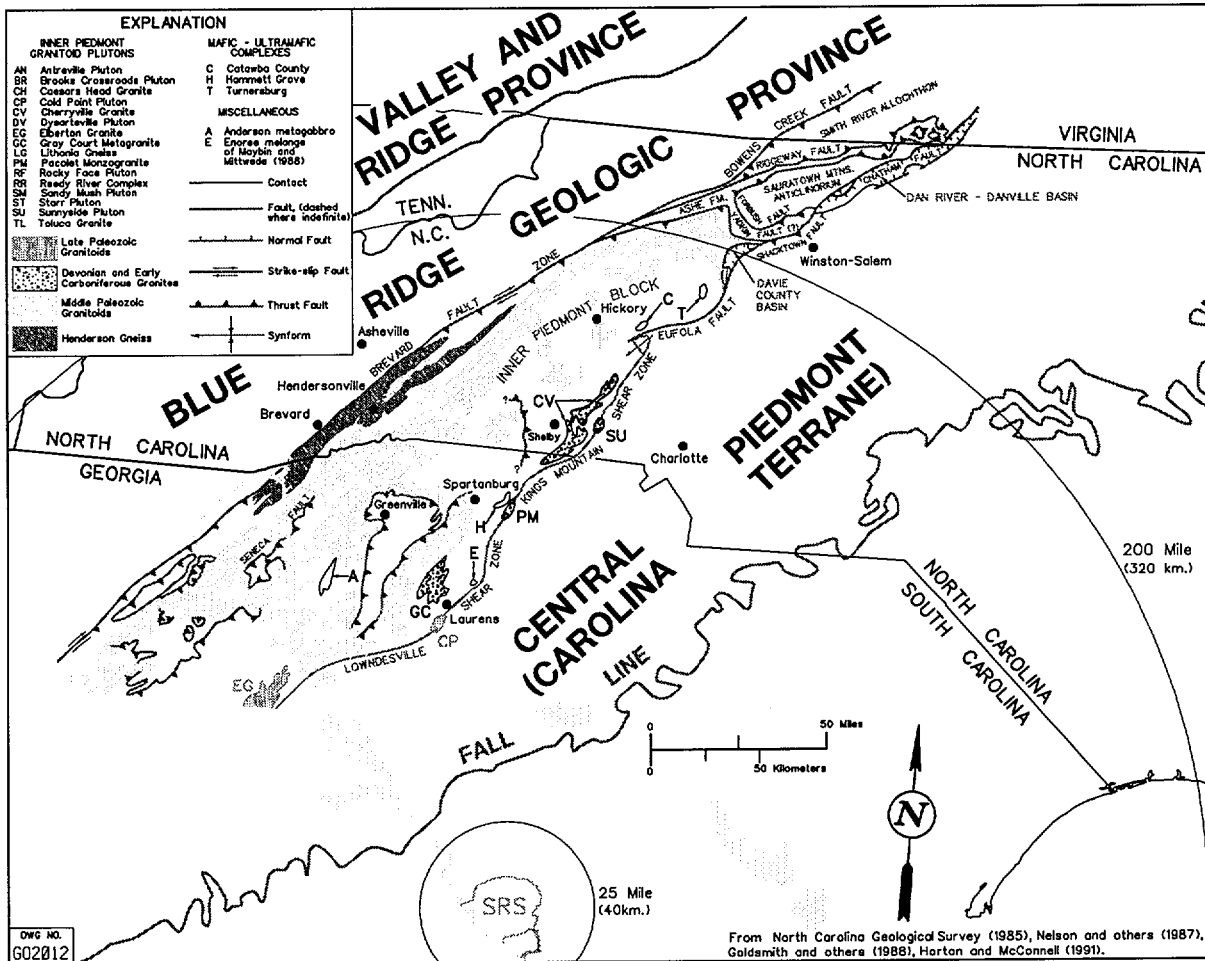 EXPLANATION
INNER PIEDMONT
GRANITOID PLUTONS
AN Antreville Pluton
BR Brooks Crossroads Pluton
CH Caesars Head Granite
CP Cold Point Pluton
CV Cherryville Granite
DV Dysartsville Pluton
EG Elberton Granite
GC Gray Court Metagranite
LG Lithonia Gneiss
PM Pacolet Monzogranite
RF Rocky Face Pluton
RR Reedy River Complex
SM Sandy Mush Pluton
ST Starr Pluton
SU Sunnyside Pluton
TL Toluca Granite
Late Paleozoic
Granitoids
Devonian and Early
Carboniferous Granites
Middle Paleozoic
Granitoids
Henderson Gneiss
MAFIC - ULTRAMAFIC
COMPLEXES
C Catawba County
H Hammett Grove
T Turnersburg
MISCELLANEOUS
A Anderson metagabbro
E Enoree melange
of Maybin and
Mittwede (1988)
Contact
Fault, (dashed
where indefinite)
Normal Fault
Strike-slip Fault
Thrust Fault
Synform
VALLEY AND
RIDGE PROVINCE
BLUE RIDGE GEOLOGIC PROVINCE
TENN.
N.C.
VIRGINIA
NORTH CAROLINA
BOWENS CREEK FAULT
RIDGEWAY FAULT
SMITH RIVER ALLOCHTHON
SAURATOWN MTNS.
ANTICLINORIUM
CHATHAM FAULT
DAN RIVER - DANVILLE BASIN
ASHE FM.
YADKIN FAULT (?)
FORBUSH FAULT
SHACKTOWN FAULT
Winston-Salem
DAVIE
COUNTY
BASIN
BREVARD FAULT ZONE
INNER PIEDMONT BLOCK
Hickory
C
T
EUFOLA FAULT
Asheville
Hendersonville
Brevard
NORTH CAROLINA
GEORGIA
?
CV
Shelby
SU
?
KINGS MOUNTAIN SHEAR ZONE
Charlotte
Spartanburg
Greenville
H
PM
SENECA FAULT
A
E
GC
Laurens
CP
LOWNDESVILLE SHEAR ZONE
EG
CENTRAL PIEDMONT
(CAROLINA TERRANE)
FALL LINE
200 Mile
(320 km.)
NORTH CAROLINA
SOUTH CAROLINA
0 50 Miles
0 50 Kilometers
N
SRS
25 Mile
(40km.)
DWG NO.
G02012
From North Carolina Geological Survey (1985), Nelson and others (1987),
Goldsmith and others (1988), Horton and McConnell (1991).